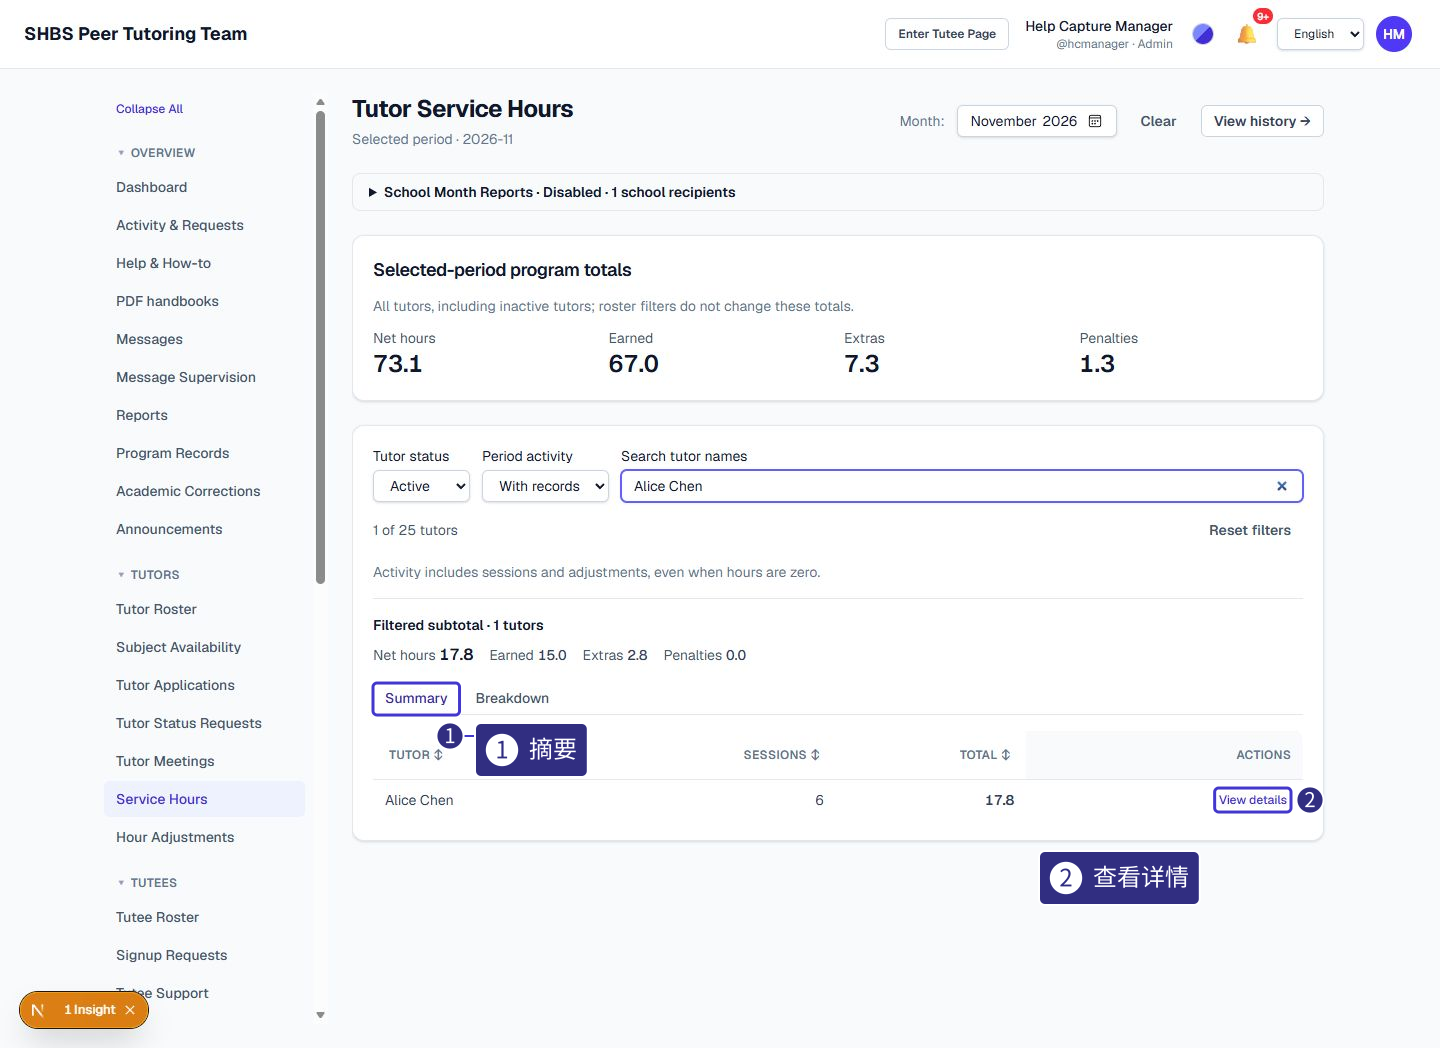 SHBS Peer Tutoring Team
Enter Tutee Page
Help Capture Manager
@hcmanager · Admin
9+
English
HM
Collapse All
OVERVIEW
Dashboard
Activity & Requests
Help & How-to
PDF handbooks
Messages
Message Supervision
Reports
Program Records
Academic Corrections
Announcements
TUTORS
Tutor Roster
Subject Availability
Tutor Applications
Tutor Status Requests
Tutor Meetings
Service Hours
Hour Adjustments
TUTEES
Tutee Roster
Signup Requests
Tutee Support
1 Insight
Tutor Service Hours
Selected period · 2026-11
Month:
November 2026
Clear
View history →
School Month Reports · Disabled · 1 school recipients
Selected-period program totals
All tutors, including inactive tutors; roster filters do not change these totals.
Net hours Earned Extras Penalties
73.1 67.0 7.3 1.3
Tutor status Period activity Search tutor names
Active With records Alice Chen
1 of 25 tutors
Reset filters
Activity includes sessions and adjustments, even when hours are zero.
Filtered subtotal · 1 tutors
Net hours 17.8 Earned 15.0 Extras 2.8 Penalties 0.0
Summary Breakdown
1
1 摘要
TUTOR SESSIONS TOTAL ACTIONS
Alice Chen 6 17.8 View details
2
2 查看详情